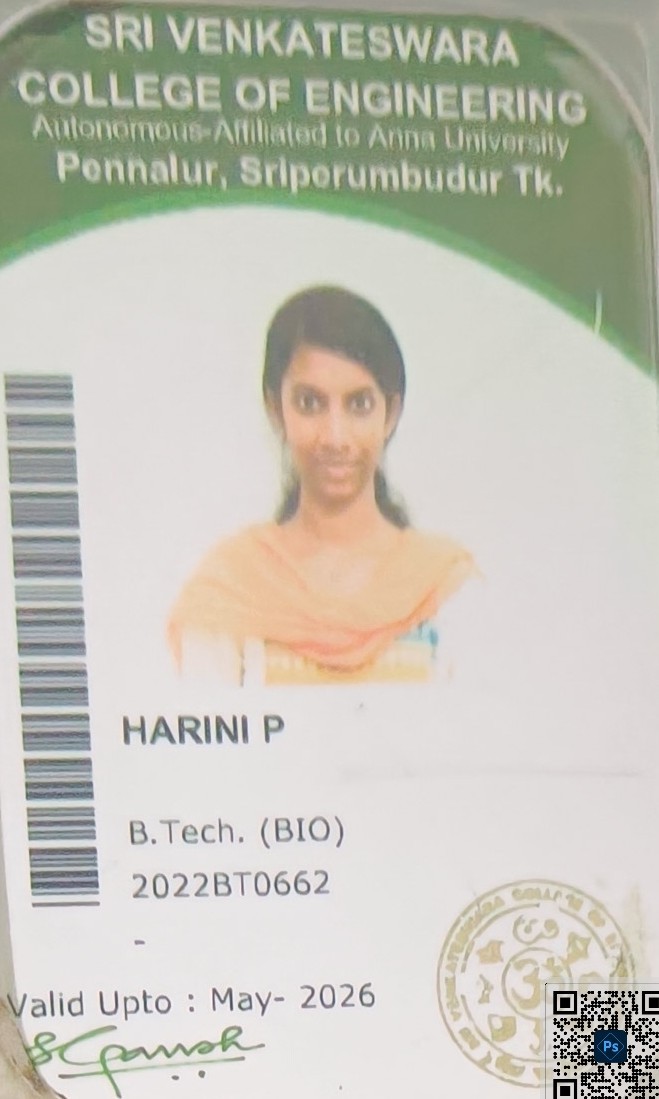 SRI VENKATESWARA
COLLEGE OF ENGINEERING
Autonomous-Affiliated to Anna University
Pennalur, Sriperumbudur Tk.
HARINI P
B.Tech. (BIO)
2022BT0662
-
Valid Upto : May- 2026
Ps